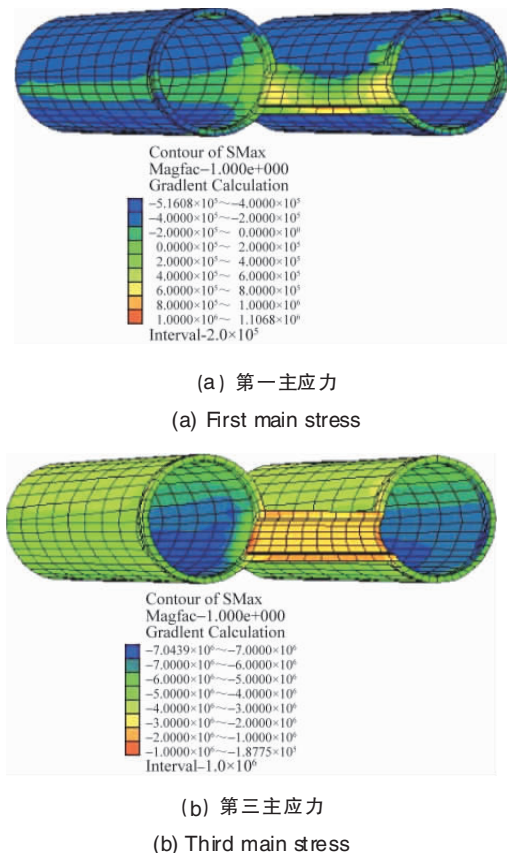 Contour of SMax
Magfac–1.000e+000
Gradlent Calculation
−5.1608×10⁵～−4.0000×10⁵
−4.0000×10⁵～−2.0000×10⁵
−2.0000×10⁵～ 0.0000×10⁰
0.0000×10⁵～ 2.0000×10⁵
2.0000×10⁵～ 4.0000×10⁵
4.0000×10⁵～ 6.0000×10⁵
6.0000×10⁵～ 8.0000×10⁵
8.0000×10⁵～ 1.0000×10⁶
1.0000×10⁶～ 1.1068×10⁶
Interval-2.0×10⁵
(a) 第一主应力
(a) First main stress
Contour of SMax
Magfac–1.000e+000
Gradlent Calculation
−7.0439×10⁶～−7.0000×10⁶
−7.0000×10⁶～−6.0000×10⁶
−6.0000×10⁶～−5.0000×10⁶
−5.0000×10⁶～−4.0000×10⁶
−4.0000×10⁶～−3.0000×10⁶
−3.0000×10⁶～−2.0000×10⁶
−2.0000×10⁶～−1.0000×10⁶
−1.0000×10⁶～−1.8775×10⁵
Interval–1.0×10⁶
(b) 第三主应力
(b) Third main stress